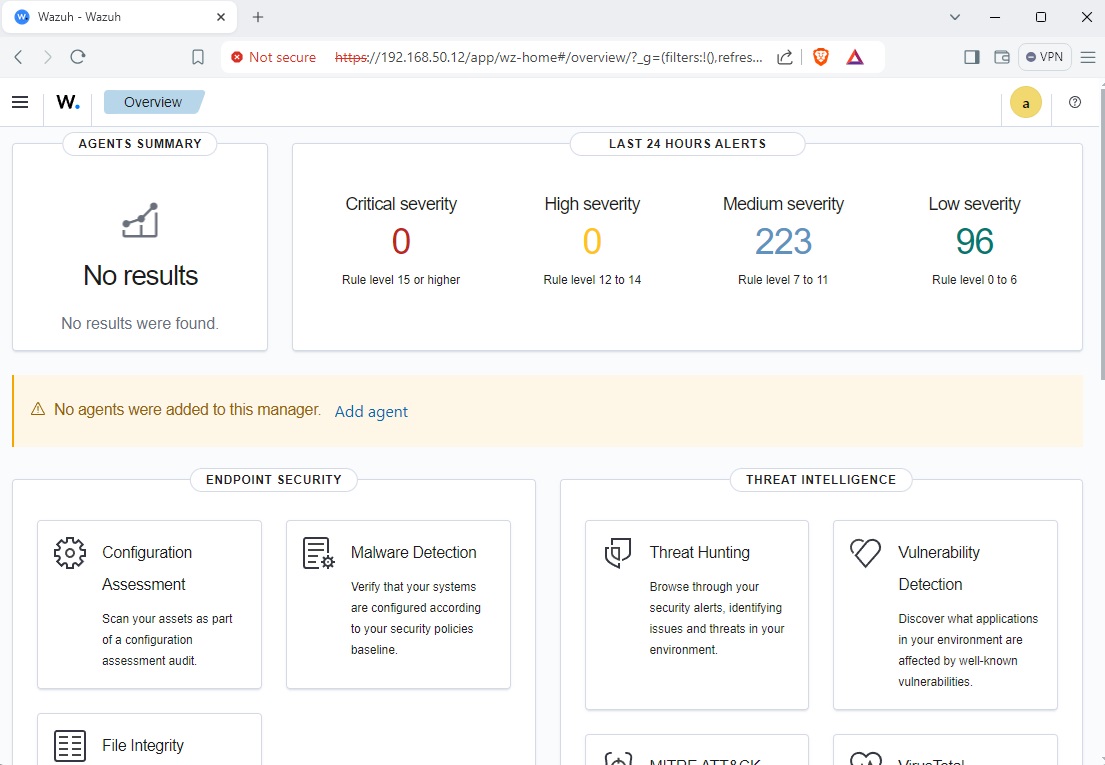 Wazuh - Wazuh
Not secure https://192.168.50.12/app/wz-home#/overview/?_g=(filters:!(),refres...
VPN
W.
Overview
a
AGENTS SUMMARY
No results
No results were found.
LAST 24 HOURS ALERTS
Critical severity
0
Rule level 15 or higher
High severity
0
Rule level 12 to 14
Medium severity
223
Rule level 7 to 11
Low severity
96
Rule level 0 to 6
No agents were added to this manager. Add agent
ENDPOINT SECURITY
Configuration
Assessment
Scan your assets as part
of a configuration
assessment audit.
Malware Detection
Verify that your systems
are configured according
to your security policies
baseline.
File Integrity
THREAT INTELLIGENCE
Threat Hunting
Browse through your
security alerts, identifying
issues and threats in your
environment.
Vulnerability
Detection
Discover what applications
in your environment are
affected by well-known
vulnerabilities.
MITRE ATT&CK
VirusTotal